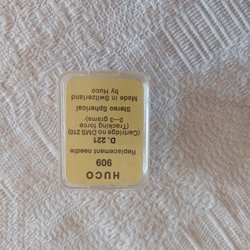 HUCO
909
Replacement needle
D. 221
(Cartridge no DMS 210)
(Tracking force
2–3 grams)
Stereo Spherical
Made in Switzerland
by Huco